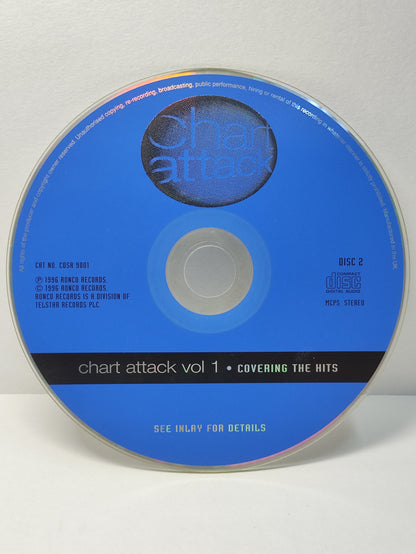 All rights of the producer and copyright owner reserved. Unauthorised copying, re-recording, broadcasting, public performance, hiring or rental of this recording in whatsoever manner is strictly prohibited. Manufactured in the UK.
Chart
attack
CAT NO. CDSR 9001
DISC 2
℗ 1996 RONCO RECORDS.
© 1996 RONCO RECORDS.
RONCO RECORDS IS A DIVISION OF
TELSTAR RECORDS PLC.
COMPACT
disc
DIGITAL AUDIO
MCPS STEREO
chart attack vol 1 • COVERING THE HITS
SEE INLAY FOR DETAILS